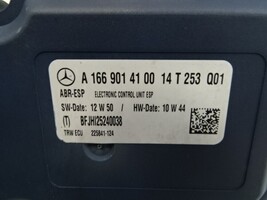 A 166 901 41 00 14 T 253 Q01
ABR-ESP ELECTRONIC CONTROL UNIT ESP
SW-Date: 12 W 50 / HW-Date: 10 W 44
(T) BFJHI25240038
TRW ECU 225841-124